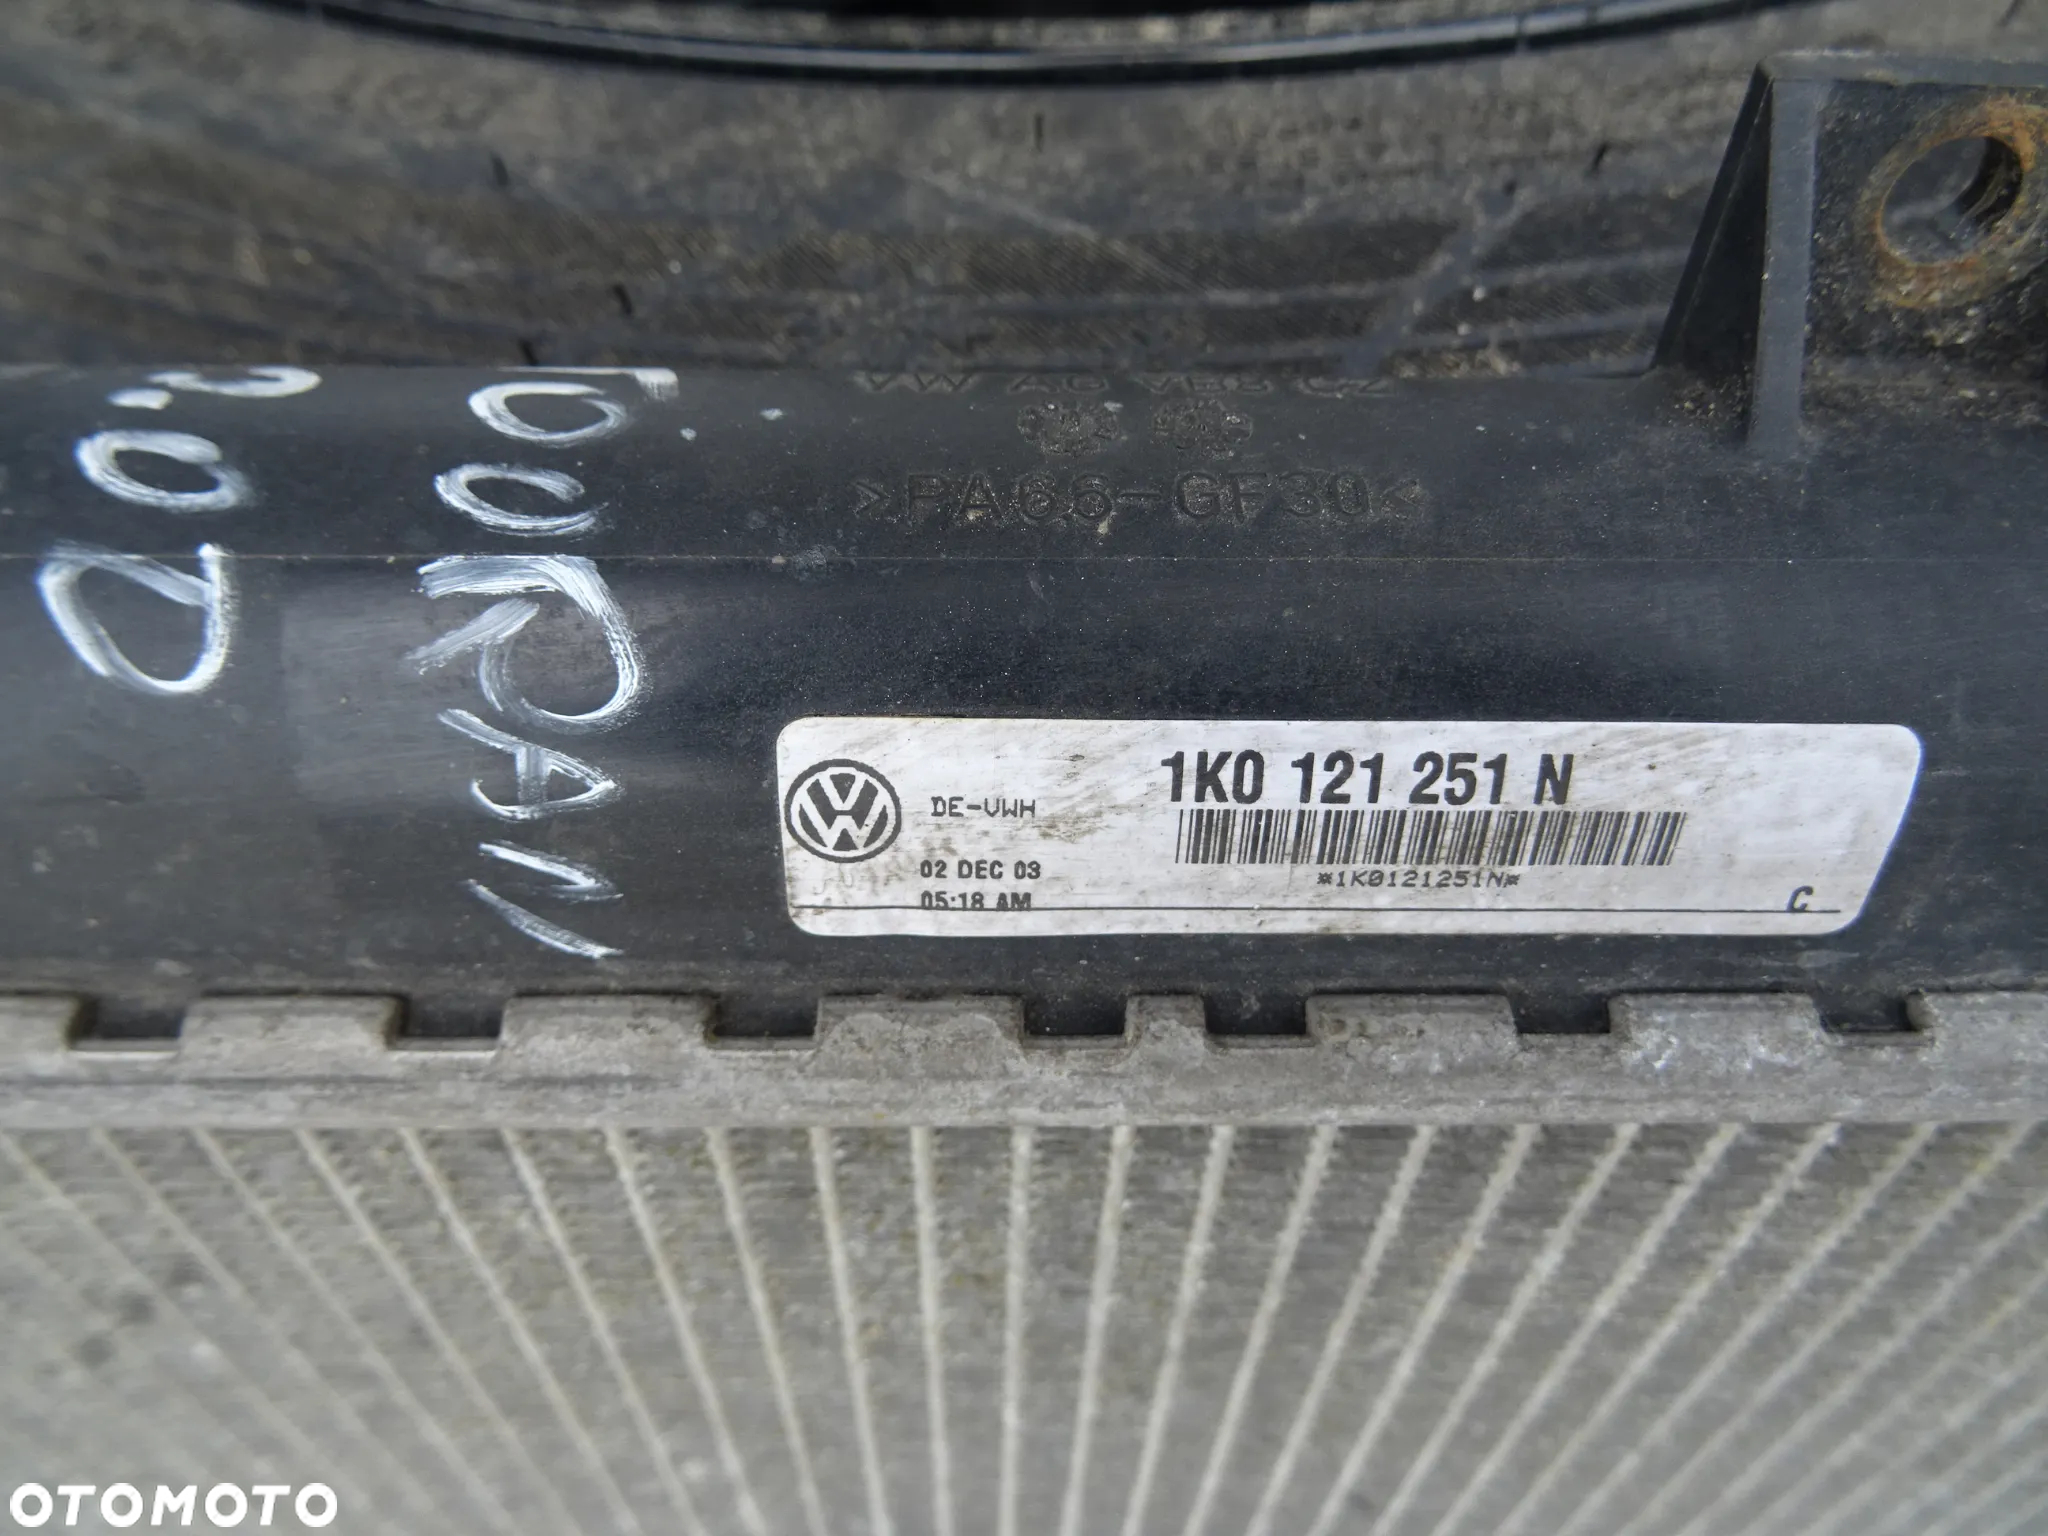 VW AG VES CZ
>PA66-GF30<
TOURAN
2.0D
1K0 121 251 N
DE-VWH
02 DEC 03
05:18 AM
*1K0121251N*
C
OTOMOTO